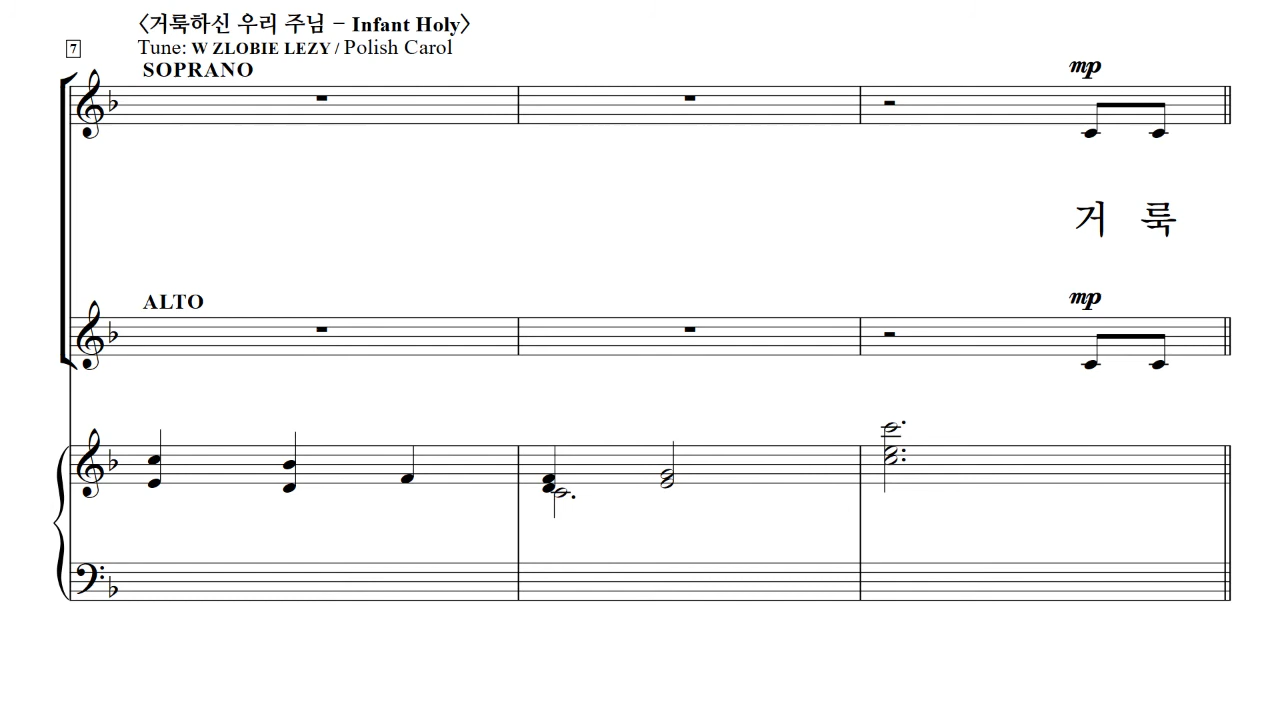 〈거룩하신 우리 주님 - Infant Holy〉
7
Tune: W ZLOBIE LEZY / Polish Carol
SOPRANO
mp
거 룩
ALTO
mp